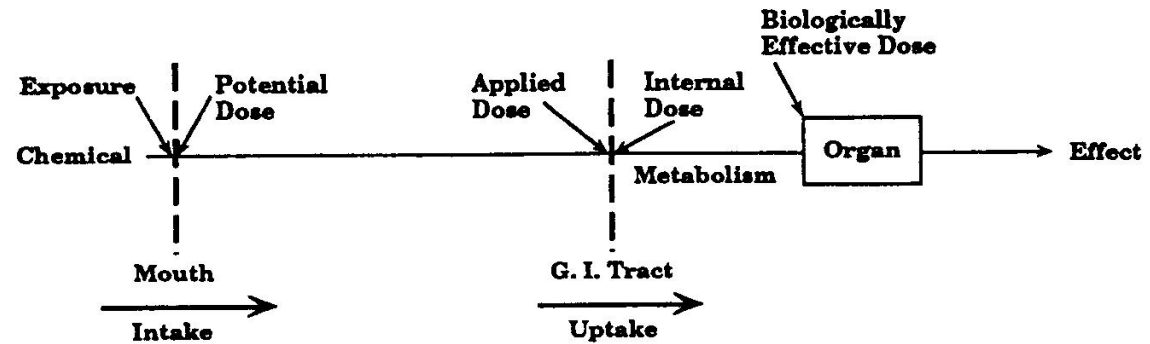 Biologically
Effective Dose
Exposure
Potential
Dose
Applied
Dose
Internal
Dose
Chemical
Organ
Effect
Metabolism
Mouth
G. I. Tract
Intake
Uptake